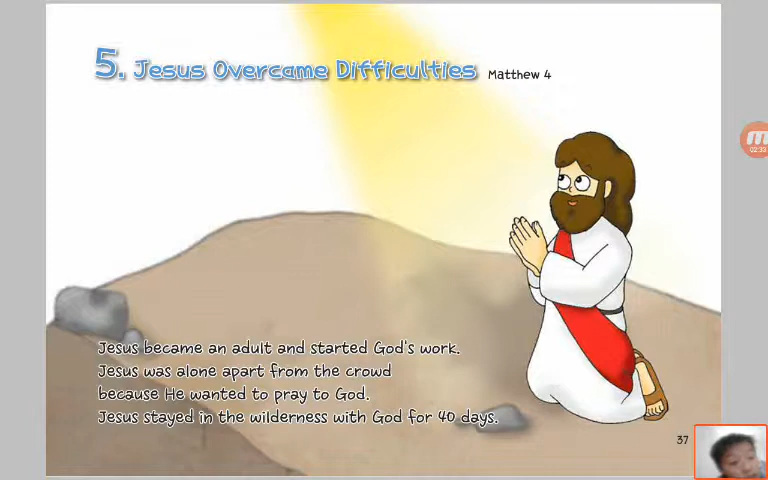 5. Jesus Overcame Difficulties Matthew 4
Jesus became an adult and started God's work.
Jesus was alone apart from the crowd
because He wanted to pray to God.
Jesus stayed in the wilderness with God for 40 days.
37
02:33